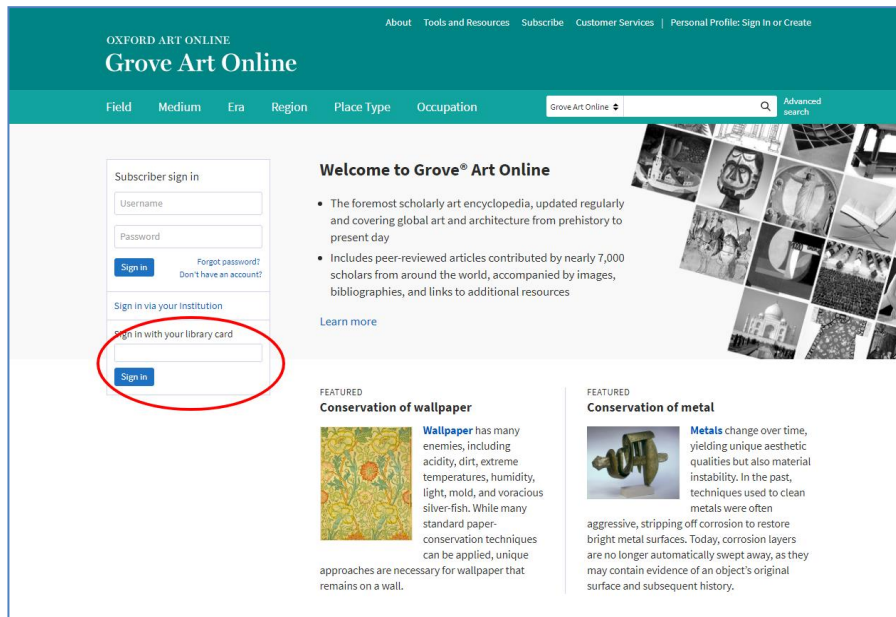 About Tools and Resources Subscribe Customer Services | Personal Profile: Sign In or Create
OXFORD ART ONLINE
Grove Art Online
Field Medium Era Region Place Type Occupation
Grove Art Online
Advanced
search
Subscriber sign in
Username
Password
Sign in
Forgot password?
Don't have an account?
Sign in via your Institution
Sign in with your library card
Sign in
Welcome to Grove® Art Online
• The foremost scholarly art encyclopedia, updated regularly
and covering global art and architecture from prehistory to
present day
• Includes peer-reviewed articles contributed by nearly 7,000
scholars from around the world, accompanied by images,
bibliographies, and links to additional resources
Learn more
FEATURED
Conservation of wallpaper
Wallpaper has many
enemies, including
acidity, dirt, extreme
temperatures, humidity,
light, mold, and voracious
silver-fish. While many
standard paper-
conservation techniques
can be applied, unique
approaches are necessary for wallpaper that
remains on a wall.
FEATURED
Conservation of metal
Metals change over time,
yielding unique aesthetic
qualities but also material
instability. In the past,
techniques used to clean
metals were often
aggressive, stripping off corrosion to restore
bright metal surfaces. Today, corrosion layers
are no longer automatically swept away, as they
may contain evidence of an object's original
surface and subsequent history.